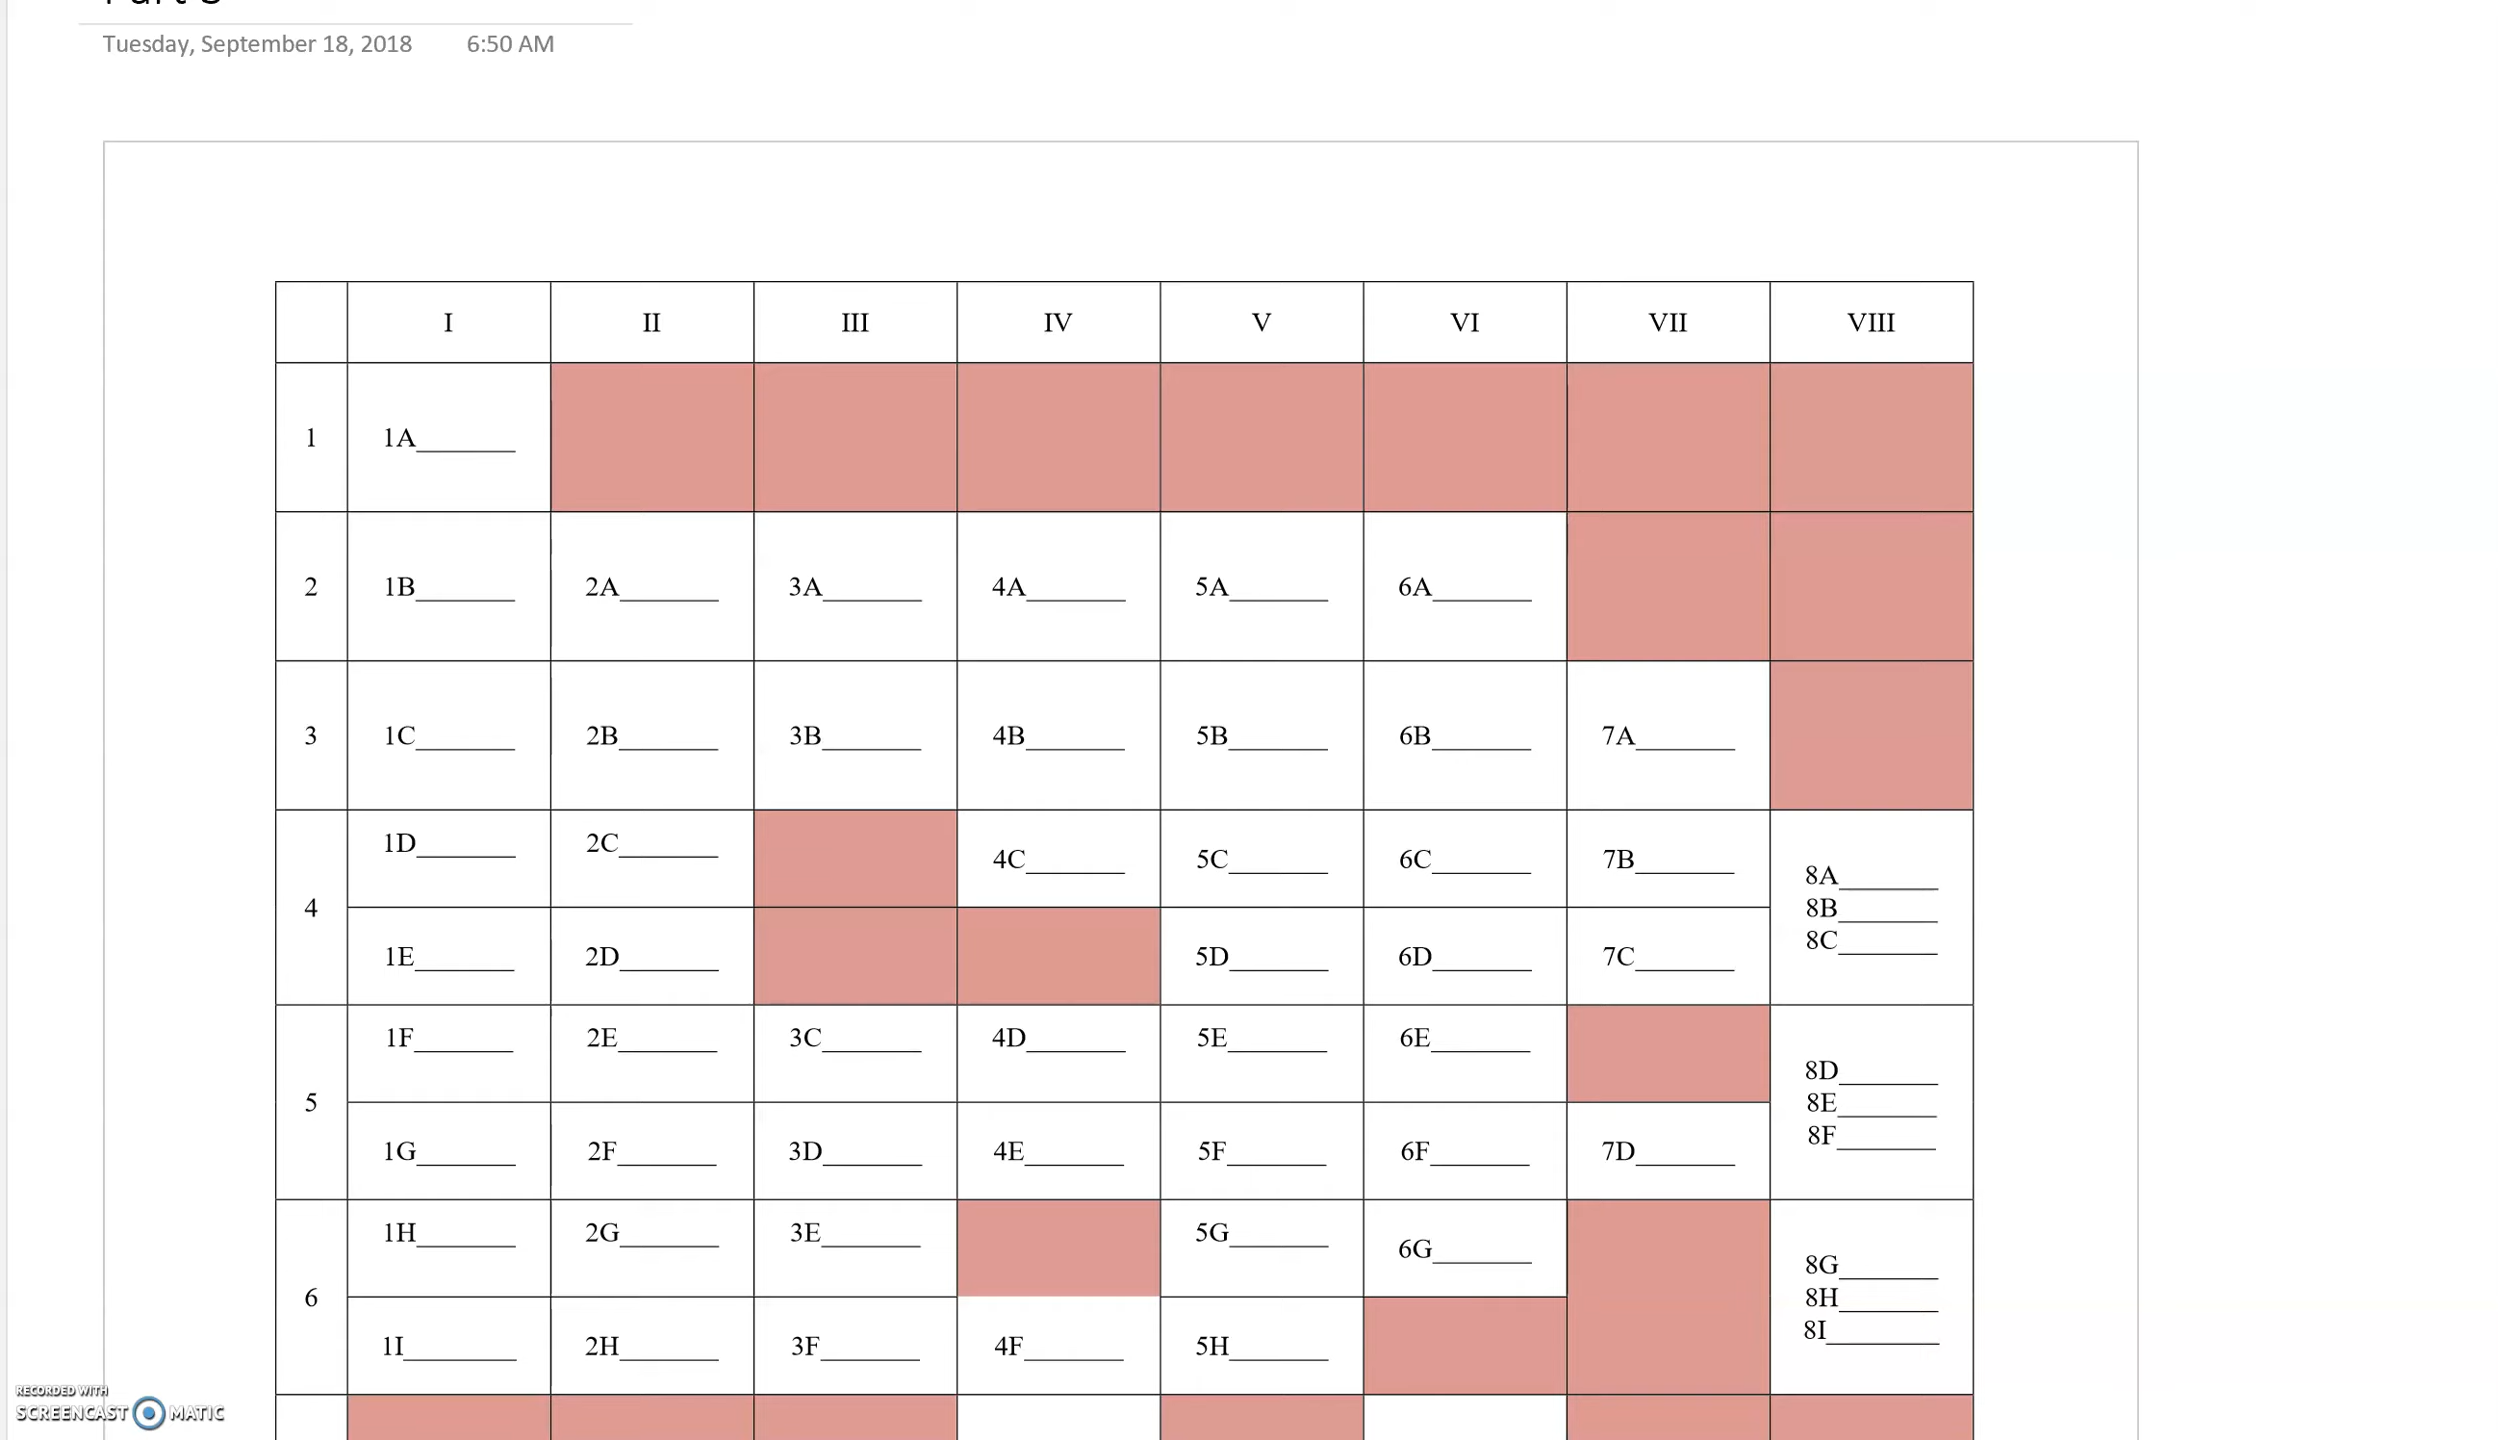 Tuesday, September 18, 2018 6:50 AM
I II III IV V VI VII VIII
1 1A_______
2 1B_______ 2A_______ 3A_______ 4A_______ 5A_______ 6A_______
3 1C_______ 2B_______ 3B_______ 4B_______ 5B_______ 6B_______ 7A_______
4
1D_______ 2C_______ 4C_______ 5C_______ 6C_______ 7B_______
1E_______ 2D_______ 5D_______ 6D_______ 7C_______
8A_______
8B_______
8C_______
5
1F_______ 2E_______ 3C_______ 4D_______ 5E_______ 6E_______
1G_______ 2F_______ 3D_______ 4E_______ 5F_______ 6F_______ 7D_______
8D_______
8E_______
8F_______
6
1H_______ 2G_______ 3E_______ 5G_______ 6G_______
1I________ 2H_______ 3F_______ 4F_______ 5H_______
8G_______
8H_______
8I________
RECORDED WITH
SCREENCAST MATIC